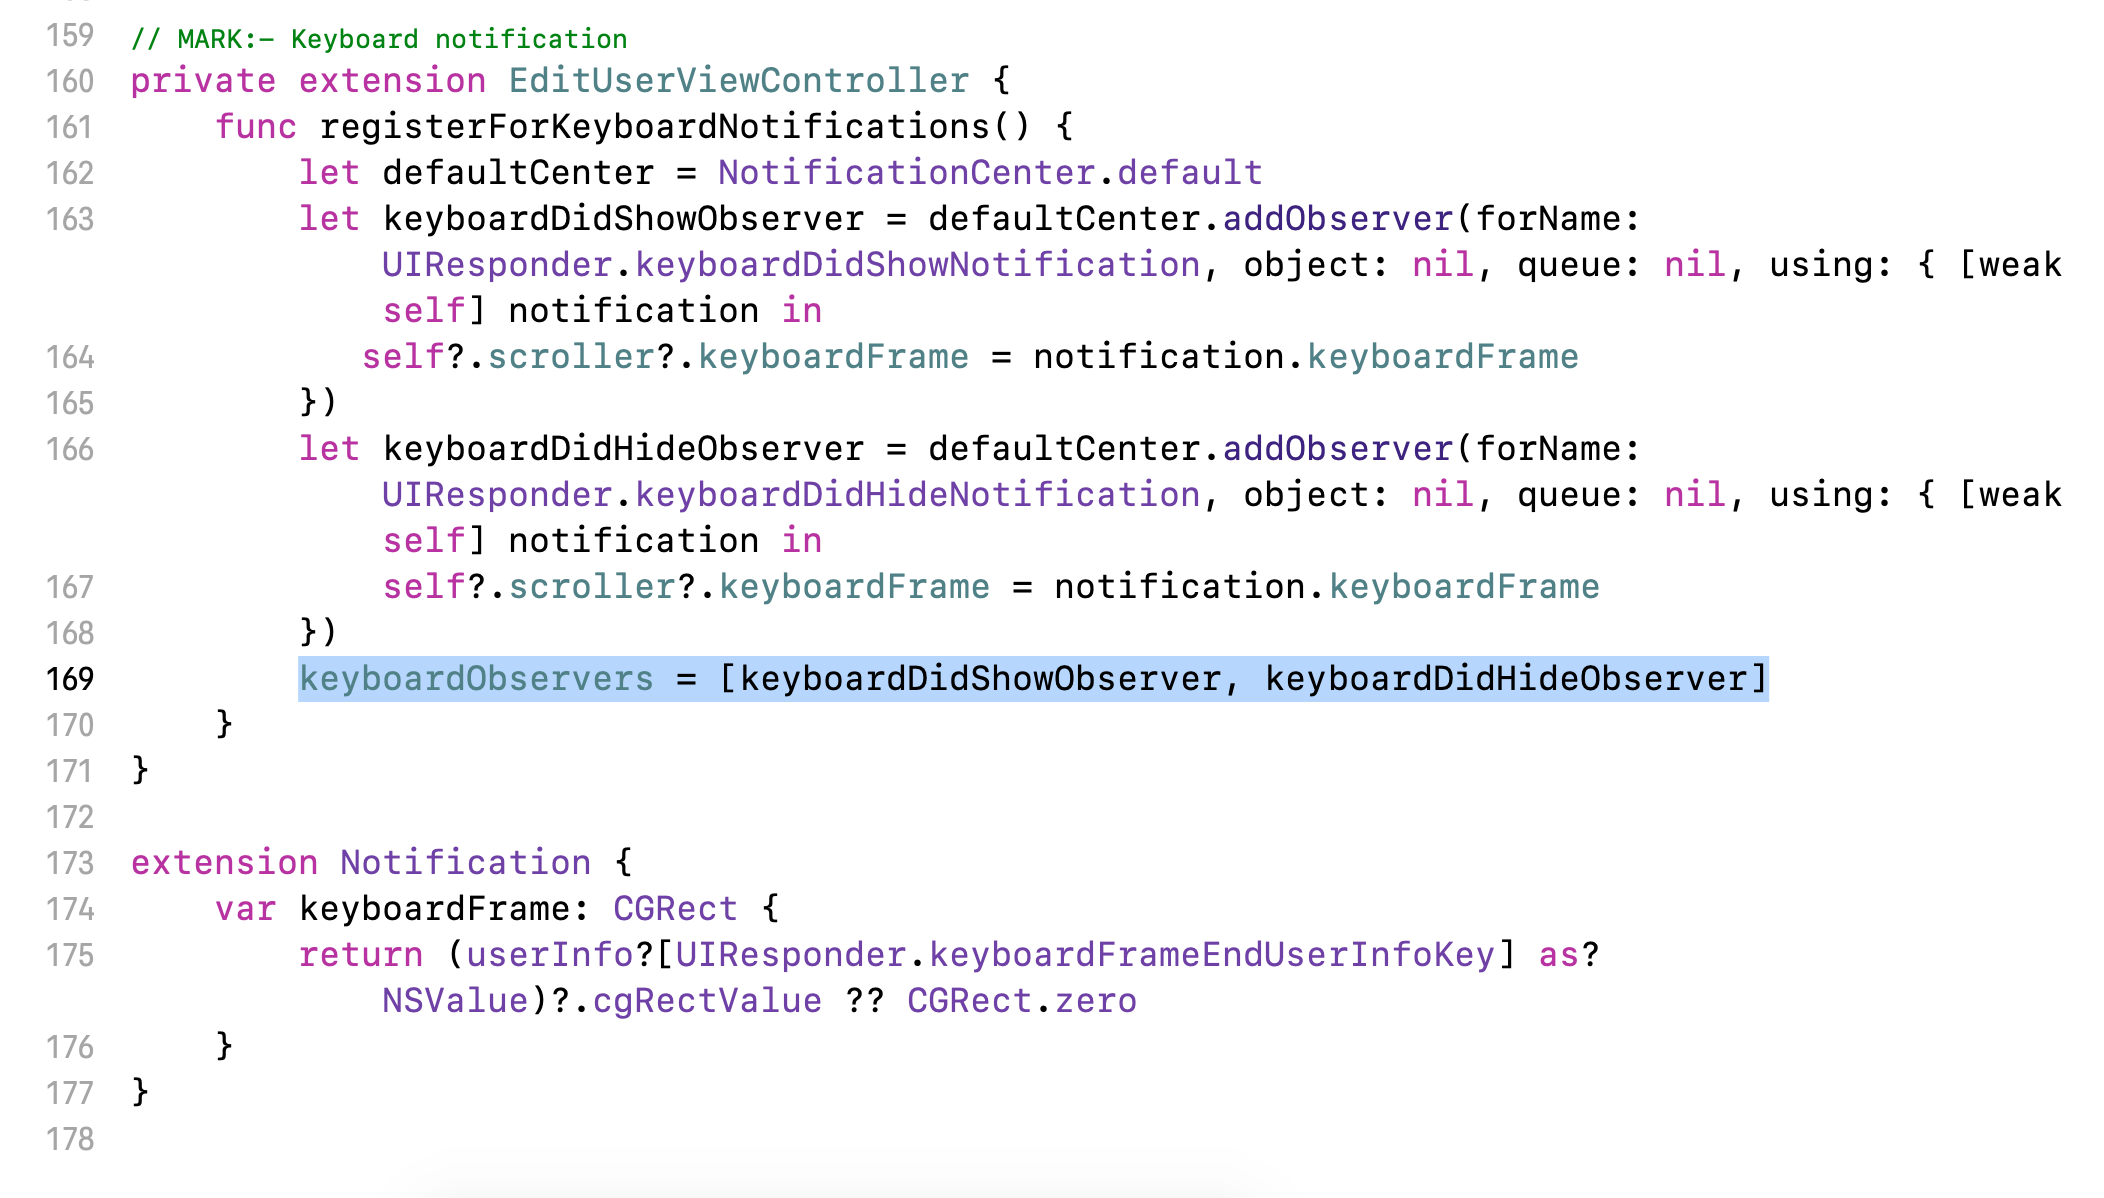 159 // MARK:- Keyboard notification
160 private extension EditUserViewController {
161 func registerForKeyboardNotifications() {
162 let defaultCenter = NotificationCenter.default
163 let keyboardDidShowObserver = defaultCenter.addObserver(forName:
UIResponder.keyboardDidShowNotification, object: nil, queue: nil, using: { [weak
self] notification in
164 self?.scroller?.keyboardFrame = notification.keyboardFrame
165 })
166 let keyboardDidHideObserver = defaultCenter.addObserver(forName:
UIResponder.keyboardDidHideNotification, object: nil, queue: nil, using: { [weak
self] notification in
167 self?.scroller?.keyboardFrame = notification.keyboardFrame
168 })
169 keyboardObservers = [keyboardDidShowObserver, keyboardDidHideObserver]
170 }
171 }
172
173 extension Notification {
174 var keyboardFrame: CGRect {
175 return (userInfo?[UIResponder.keyboardFrameEndUserInfoKey] as?
NSValue)?.cgRectValue ?? CGRect.zero
176 }
177 }
178